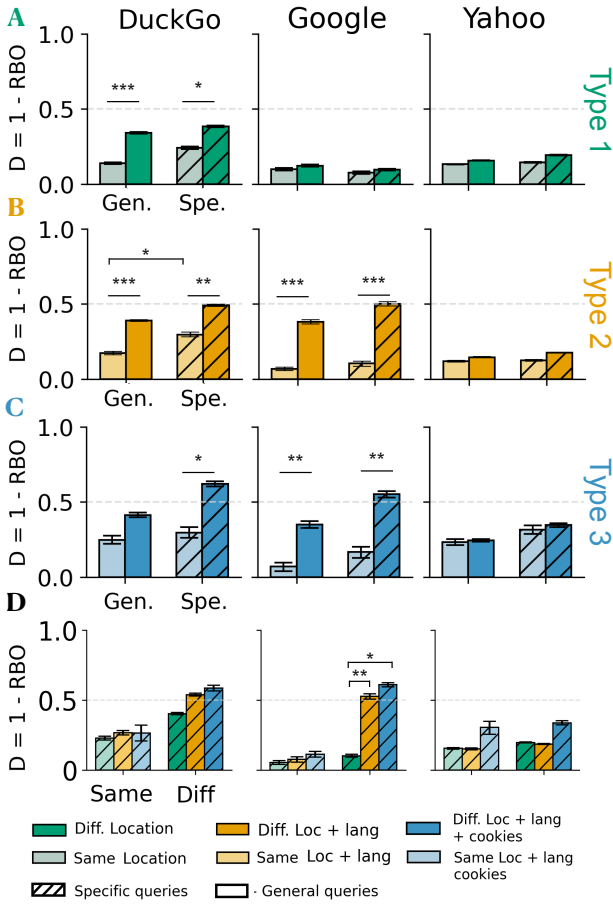 A
DuckGo
Google
Yahoo
D = 1 - RBO
1.0
0.5
0.0
***
*
Gen.
Spe.
Type 1
B
D = 1 - RBO
1.0
0.5
0.0
*
***
**
***
***
Gen.
Spe.
Type 2
C
D = 1 - RBO
1.0
0.5
0.0
*
**
**
Gen.
Spe.
Type 3
D
D = 1 - RBO
1.0
0.5
0
*
**
Same
Diff
Diff. Location
Diff. Loc + lang
Diff. Loc + lang
+ cookies
Same Location
Same Loc + lang
Same Loc + lang
cookies
Specific queries
- General queries